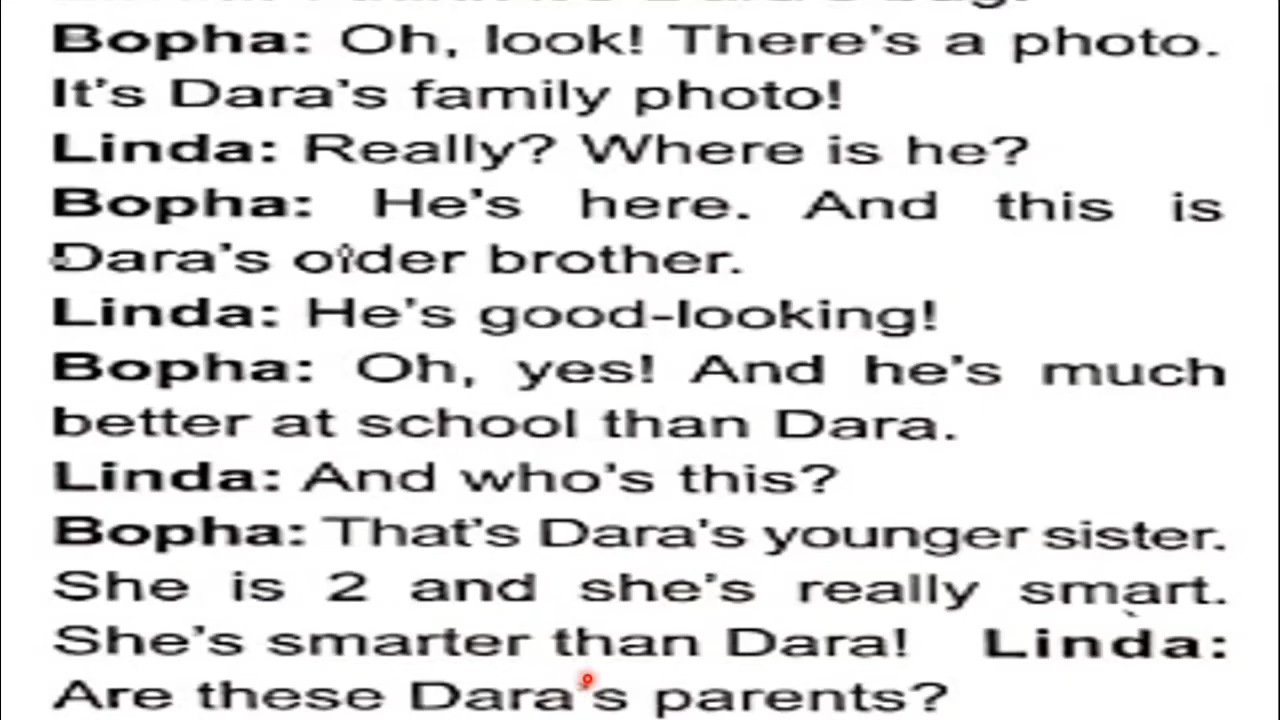 Bopha: Oh, look! There's a photo.
It's Dara's family photo!
Linda: Really? Where is he?
Bopha: He's here. And this is
Dara's older brother.
Linda: He's good-looking!
Bopha: Oh, yes! And he's much
better at school than Dara.
Linda: And who's this?
Bopha: That's Dara's younger sister.
She is 2 and she's really smart.
She's smarter than Dara! Linda:
Are these Dara's parents?